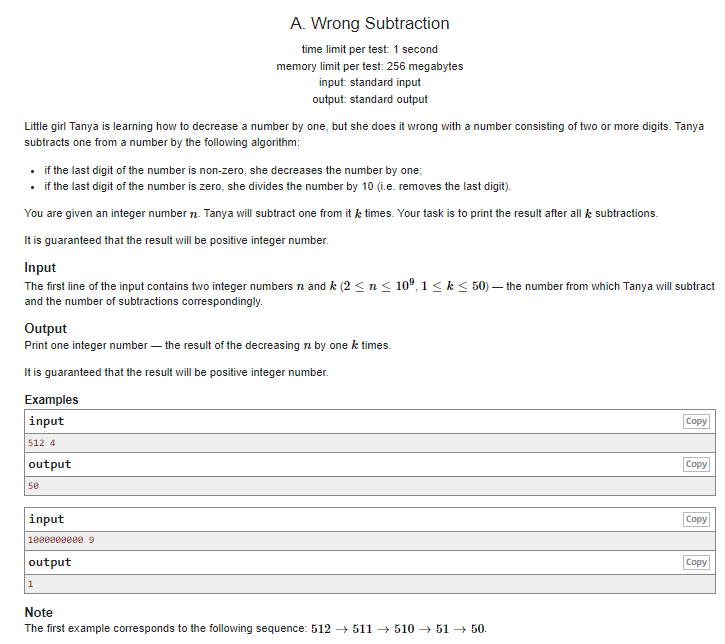 A. Wrong Subtraction
time limit per test: 1 second
memory limit per test: 256 megabytes
input: standard input
output: standard output
Little girl Tanya is learning how to decrease a number by one, but she does it wrong with a number consisting of two or more digits. Tanya
subtracts one from a number by the following algorithm:
• if the last digit of the number is non-zero, she decreases the number by one;
• if the last digit of the number is zero, she divides the number by 10 (i.e. removes the last digit).
You are given an integer number n. Tanya will subtract one from it k times. Your task is to print the result after all k subtractions.
It is guaranteed that the result will be positive integer number.
Input
The first line of the input contains two integer numbers n and k (2 ≤ n ≤ 10⁹, 1 ≤ k ≤ 50) — the number from which Tanya will subtract
and the number of subtractions correspondingly.
Output
Print one integer number — the result of the decreasing n by one k times.
It is guaranteed that the result will be positive integer number.
Examples
input Copy
512 4
output Copy
50
input Copy
1000000000 9
output Copy
1
Note
The first example corresponds to the following sequence: 512 → 511 → 510 → 51 → 50.